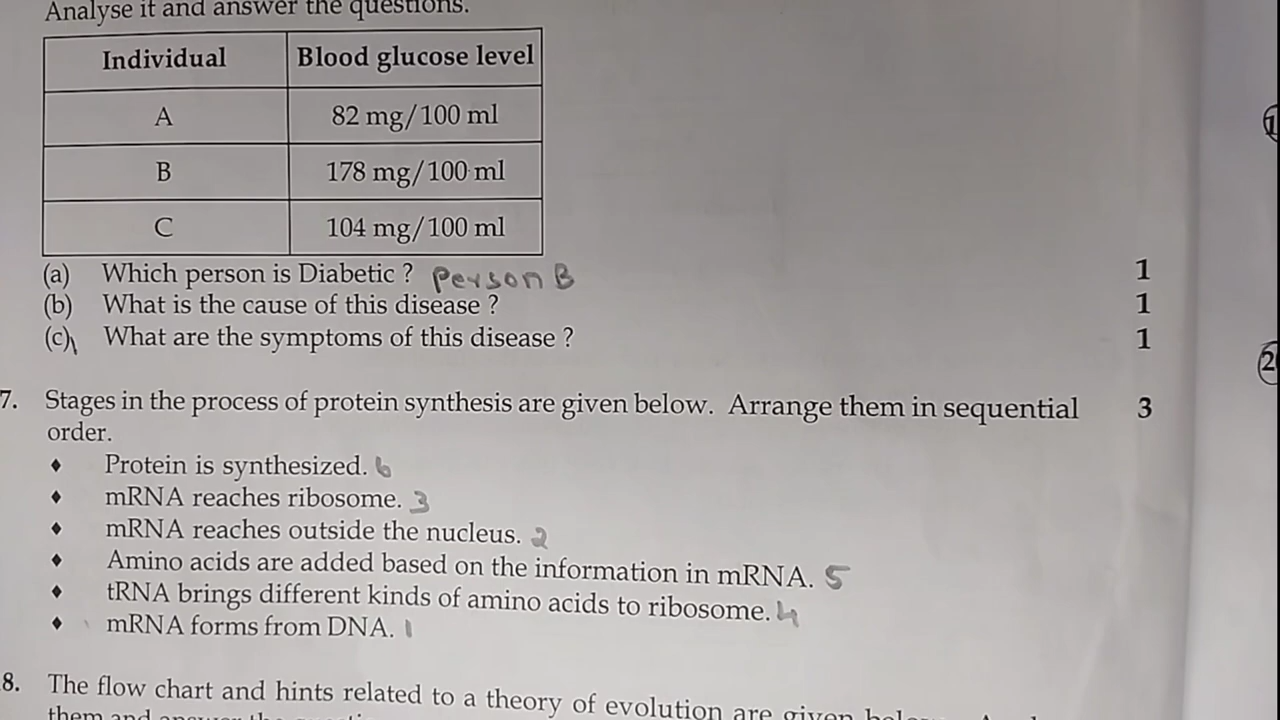 Analyse it and answer the questions.
Individual Blood glucose level
A 82 mg/100 ml
B 178 mg/100 ml
C 104 mg/100 ml
(a) Which person is Diabetic ? Person B 1
(b) What is the cause of this disease ? 1
(c) What are the symptoms of this disease ? 1
7. Stages in the process of protein synthesis are given below. Arrange them in sequential 3
order.
♦ Protein is synthesized. 6
♦ mRNA reaches ribosome. 3
♦ mRNA reaches outside the nucleus. 2
♦ Amino acids are added based on the information in mRNA. 5
♦ tRNA brings different kinds of amino acids to ribosome. 4
♦ mRNA forms from DNA. 1
8. The flow chart and hints related to a theory of evolution are given
them and
2